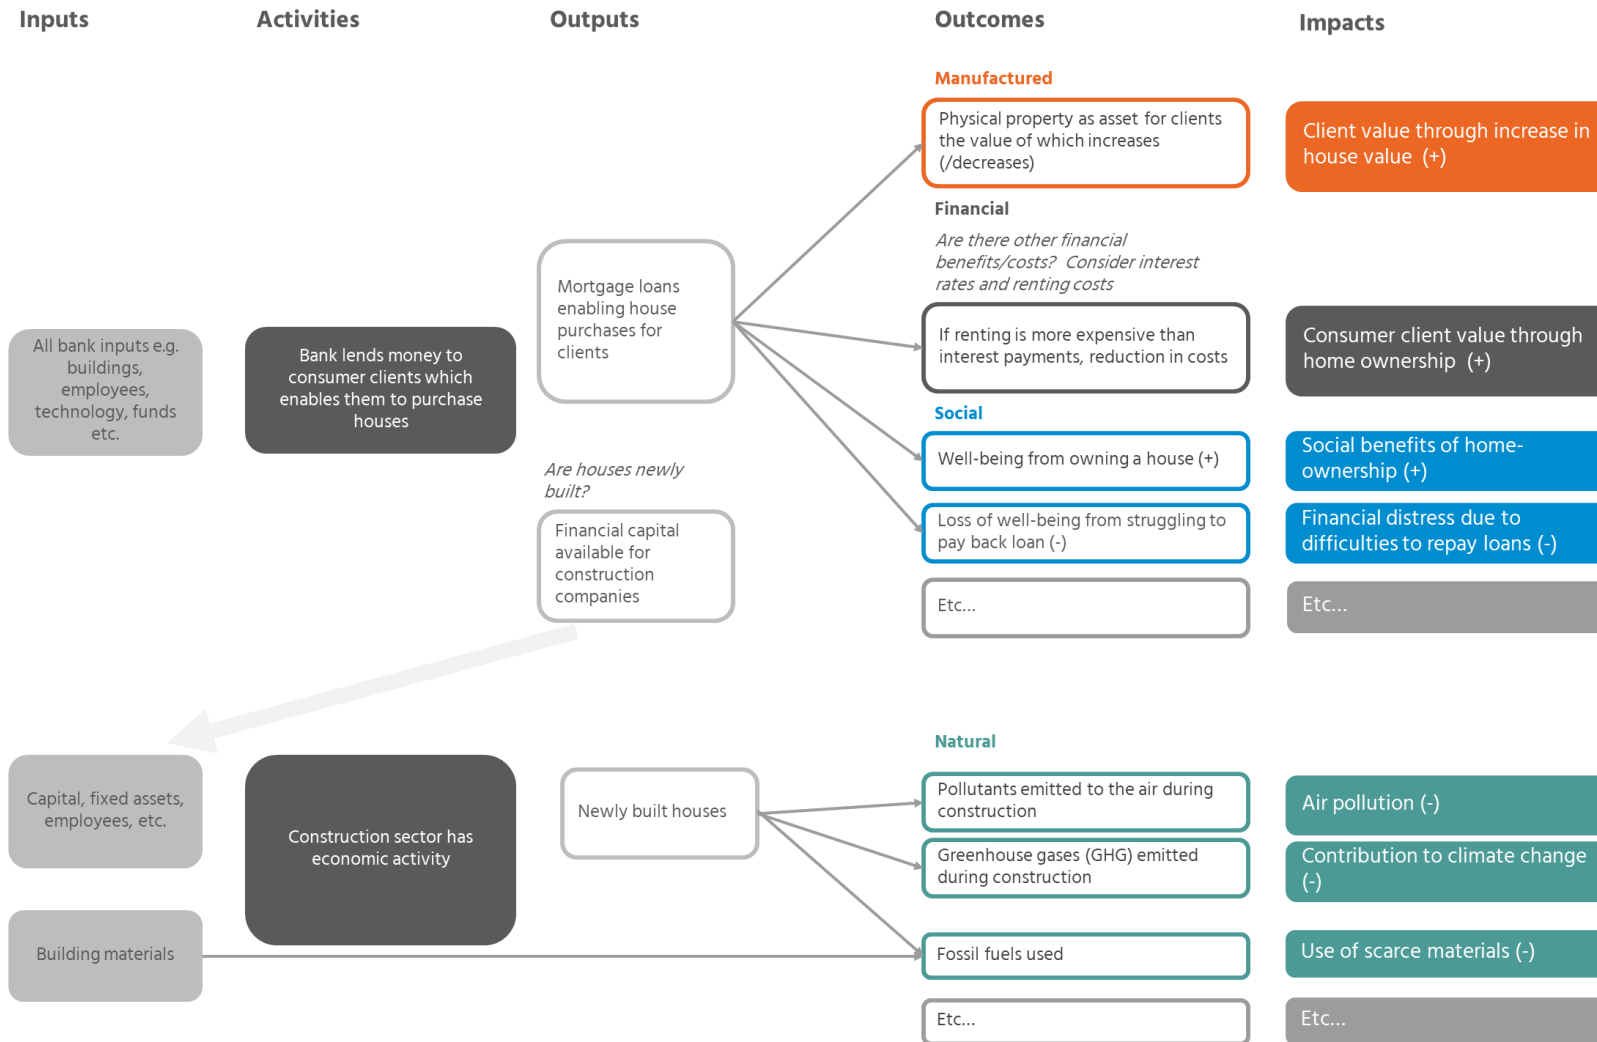 Inputs
Activities
Outputs
Outcomes
Impacts
Manufactured
Physical property as asset for clients
the value of which increases
(/decreases)
Client value through increase in
house value (+)
Financial
Are there other financial
benefits/costs? Consider interest
rates and renting costs
Mortgage loans
enabling house
purchases for
clients
All bank inputs e.g.
buildings,
employees,
technology, funds
etc.
Bank lends money to
consumer clients which
enables them to purchase
houses
If renting is more expensive than
interest payments, reduction in costs
Consumer client value through
home ownership (+)
Social
Well-being from owning a house (+)
Social benefits of home-
ownership (+)
Are houses newly
built?
Financial capital
available for
construction
companies
Loss of well-being from struggling to
pay back loan (-)
Financial distress due to
difficulties to repay loans (-)
Etc...
Etc...
Natural
Capital, fixed assets,
employees, etc.
Construction sector has
economic activity
Newly built houses
Pollutants emitted to the air during
construction
Air pollution (-)
Greenhouse gases (GHG) emitted
during construction
Contribution to climate change
(-)
Building materials
Fossil fuels used
Use of scarce materials (-)
Etc...
Etc...